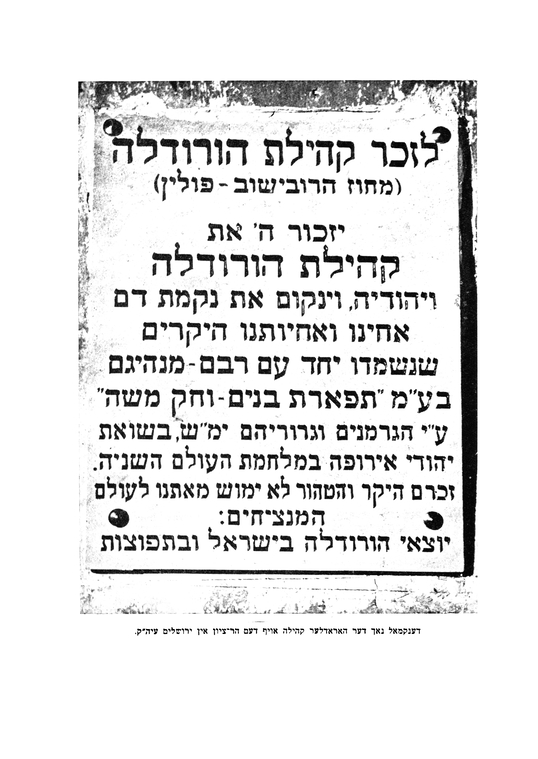 לזכר קהילת הורודלה
(מחוז הרובישוב - פולין)
יזכור ה' את
קהילת הורודלה
ויהודיה, וינקום את נקמת דם
אחינו ואחיותנו היקרים
שנשמדו יחד עם רבם - מנהיגם
בע"מ "תפארת בנים - וחק משה"
ע"י הגרמנים וגרוריהם ימ"ש, בשואת
יהודי אירופה במלחמת העולם השניה.
זכרם היקר והטהור לא ימוש מאתנו לעולם
המנציחים:
יוצאי הורודלה בישראל ובתפוצות
דענקמאל נאך דער האראדלער קהילה אויף דעם הר־ציון אין ירושלים עיה"ק.